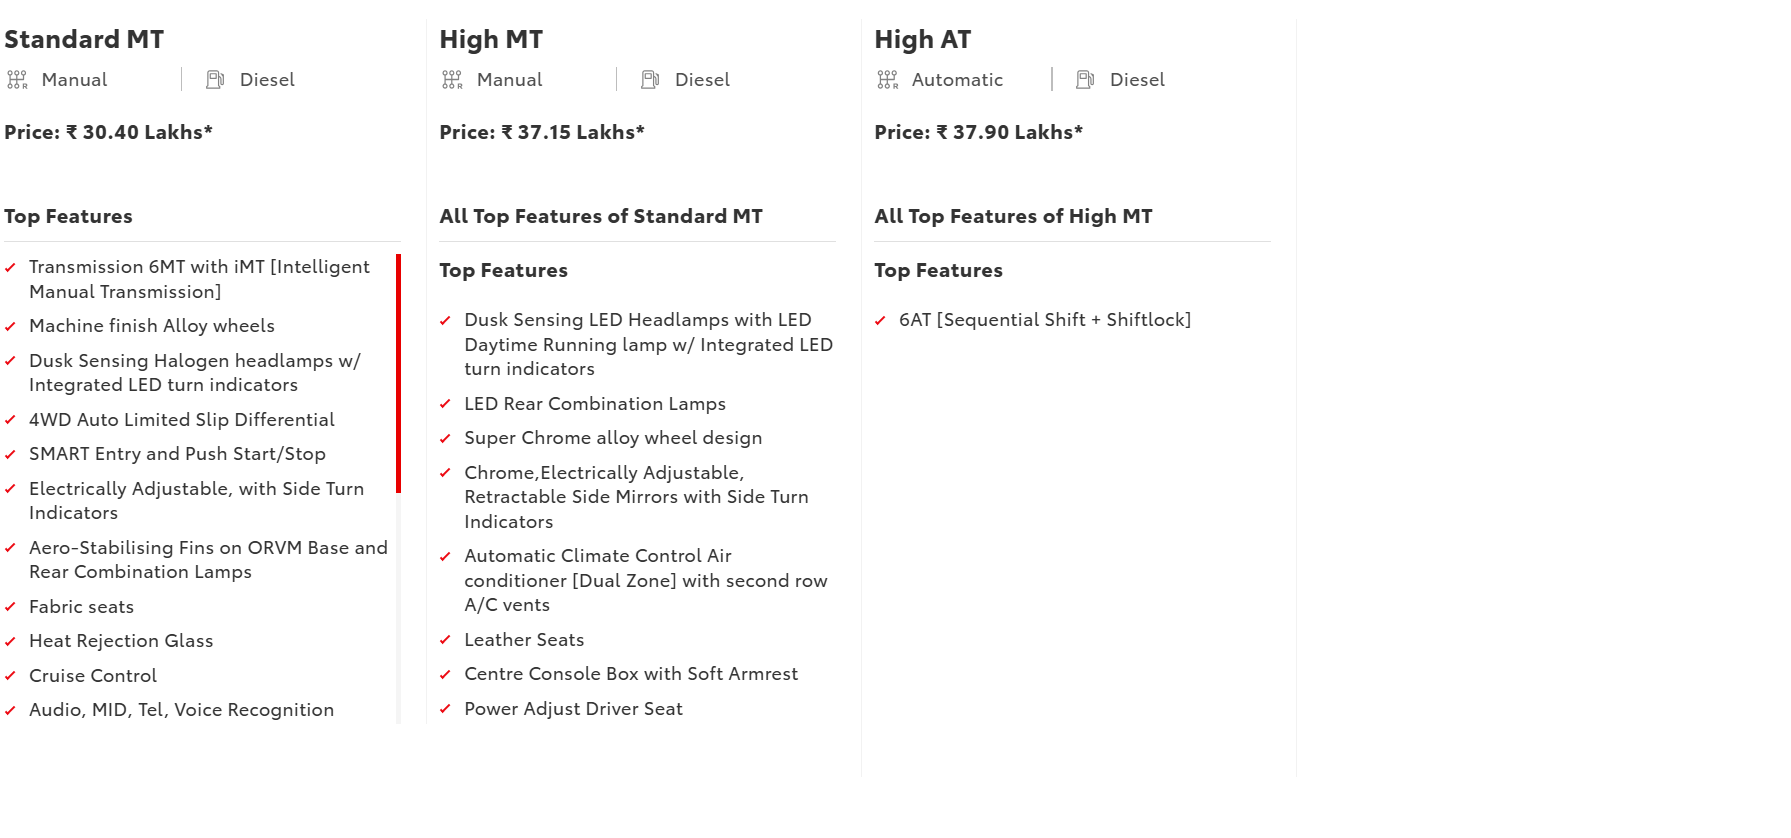 Standard MT
Manual
Diesel
Price: ₹ 30.40 Lakhs*
Top Features
Transmission 6MT with iMT [Intelligent
Manual Transmission]
Machine finish Alloy wheels
Dusk Sensing Halogen headlamps w/
Integrated LED turn indicators
4WD Auto Limited Slip Differential
SMART Entry and Push Start/Stop
Electrically Adjustable, with Side Turn
Indicators
Aero-Stabilising Fins on ORVM Base and
Rear Combination Lamps
Fabric seats
Heat Rejection Glass
Cruise Control
Audio, MID, Tel, Voice Recognition
High MT
Manual
Diesel
Price: ₹ 37.15 Lakhs*
All Top Features of Standard MT
Top Features
Dusk Sensing LED Headlamps with LED
Daytime Running lamp w/ Integrated LED
turn indicators
LED Rear Combination Lamps
Super Chrome alloy wheel design
Chrome,Electrically Adjustable,
Retractable Side Mirrors with Side Turn
Indicators
Automatic Climate Control Air
conditioner [Dual Zone] with second row
A/C vents
Leather Seats
Centre Console Box with Soft Armrest
Power Adjust Driver Seat
High AT
Automatic
Diesel
Price: ₹ 37.90 Lakhs*
All Top Features of High MT
Top Features
6AT [Sequential Shift + Shiftlock]